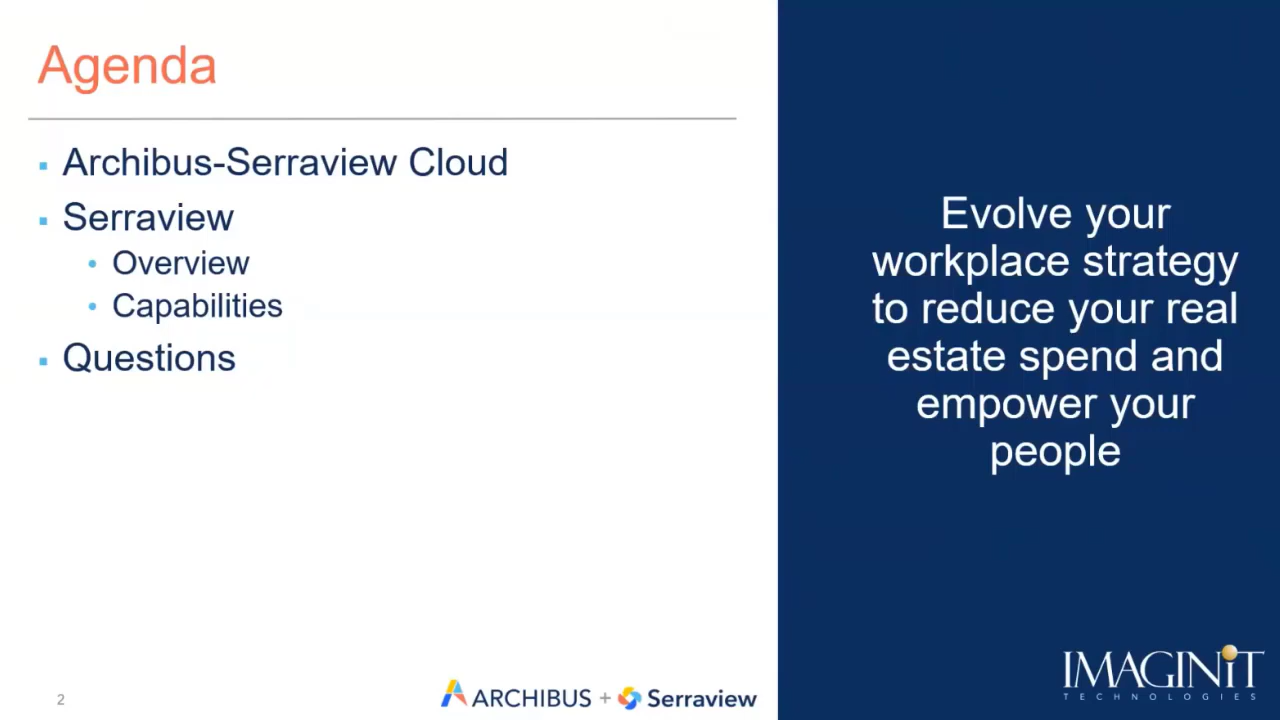 Agenda
Archibus-Serraview Cloud
Serraview
Overview
Capabilities
Questions
Evolve your
workplace strategy
to reduce your real
estate spend and
empower your
people
2
ARCHIBUS + Serraview
IMAGINiT
TECHNOLOGIES